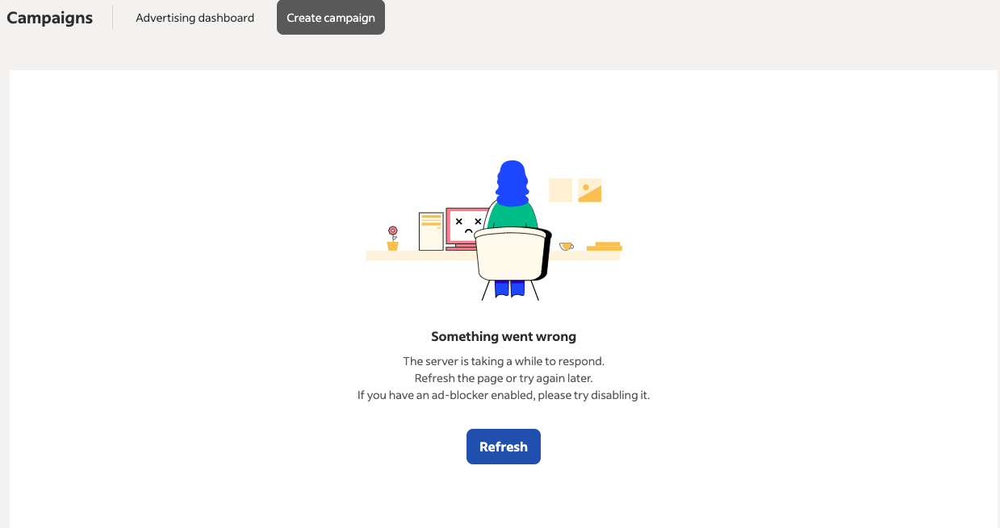 Campaigns
Advertising dashboard
Create campaign
Something went wrong
The server is taking a while to respond.
Refresh the page or try again later.
If you have an ad-blocker enabled, please try disabling it.
Refresh